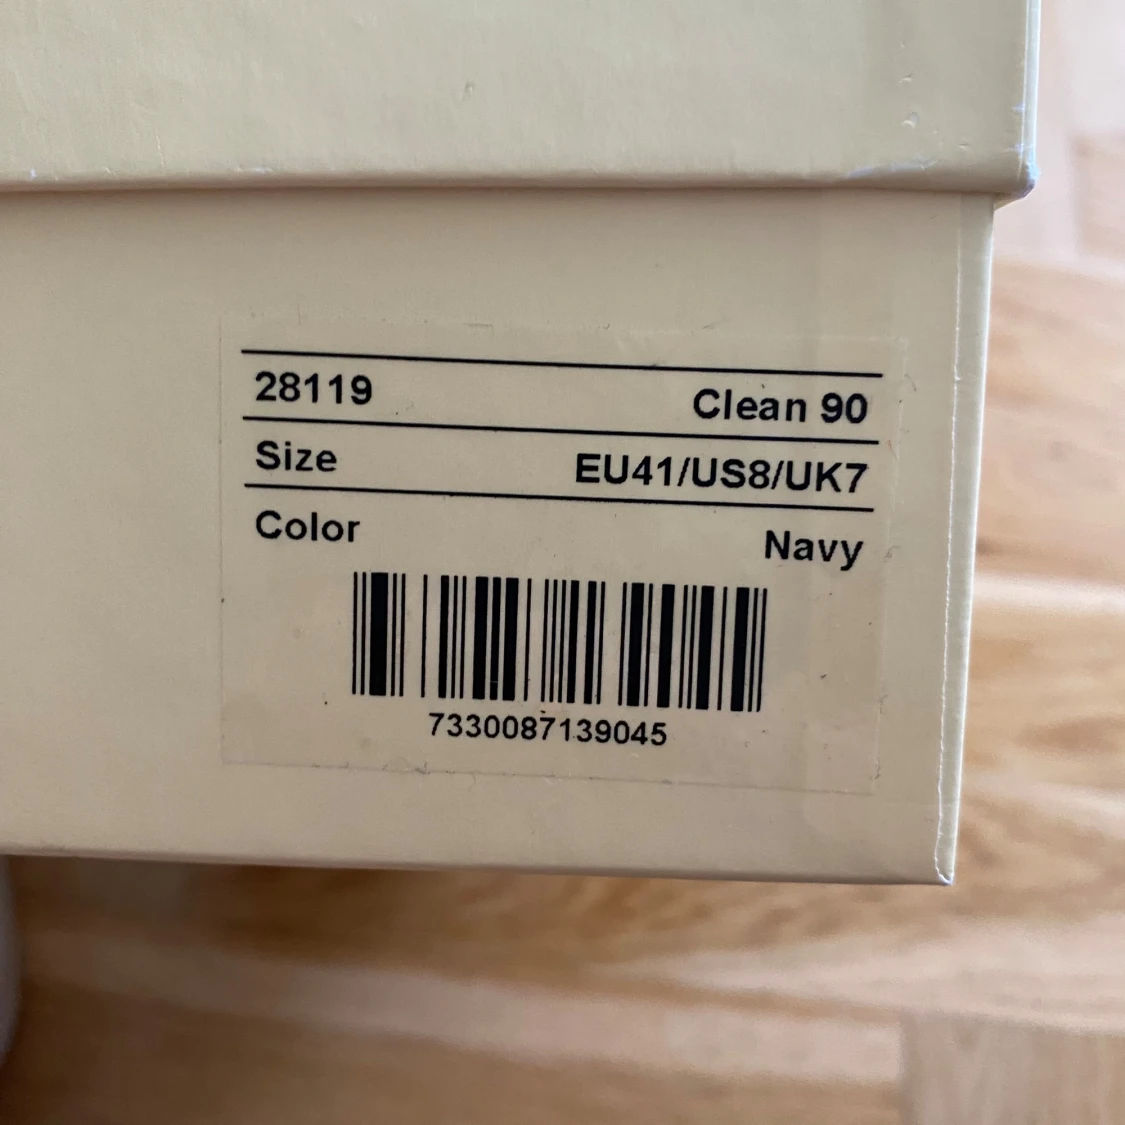 28119 Clean 90
Size EU41/US8/UK7
Color Navy
7330087139045